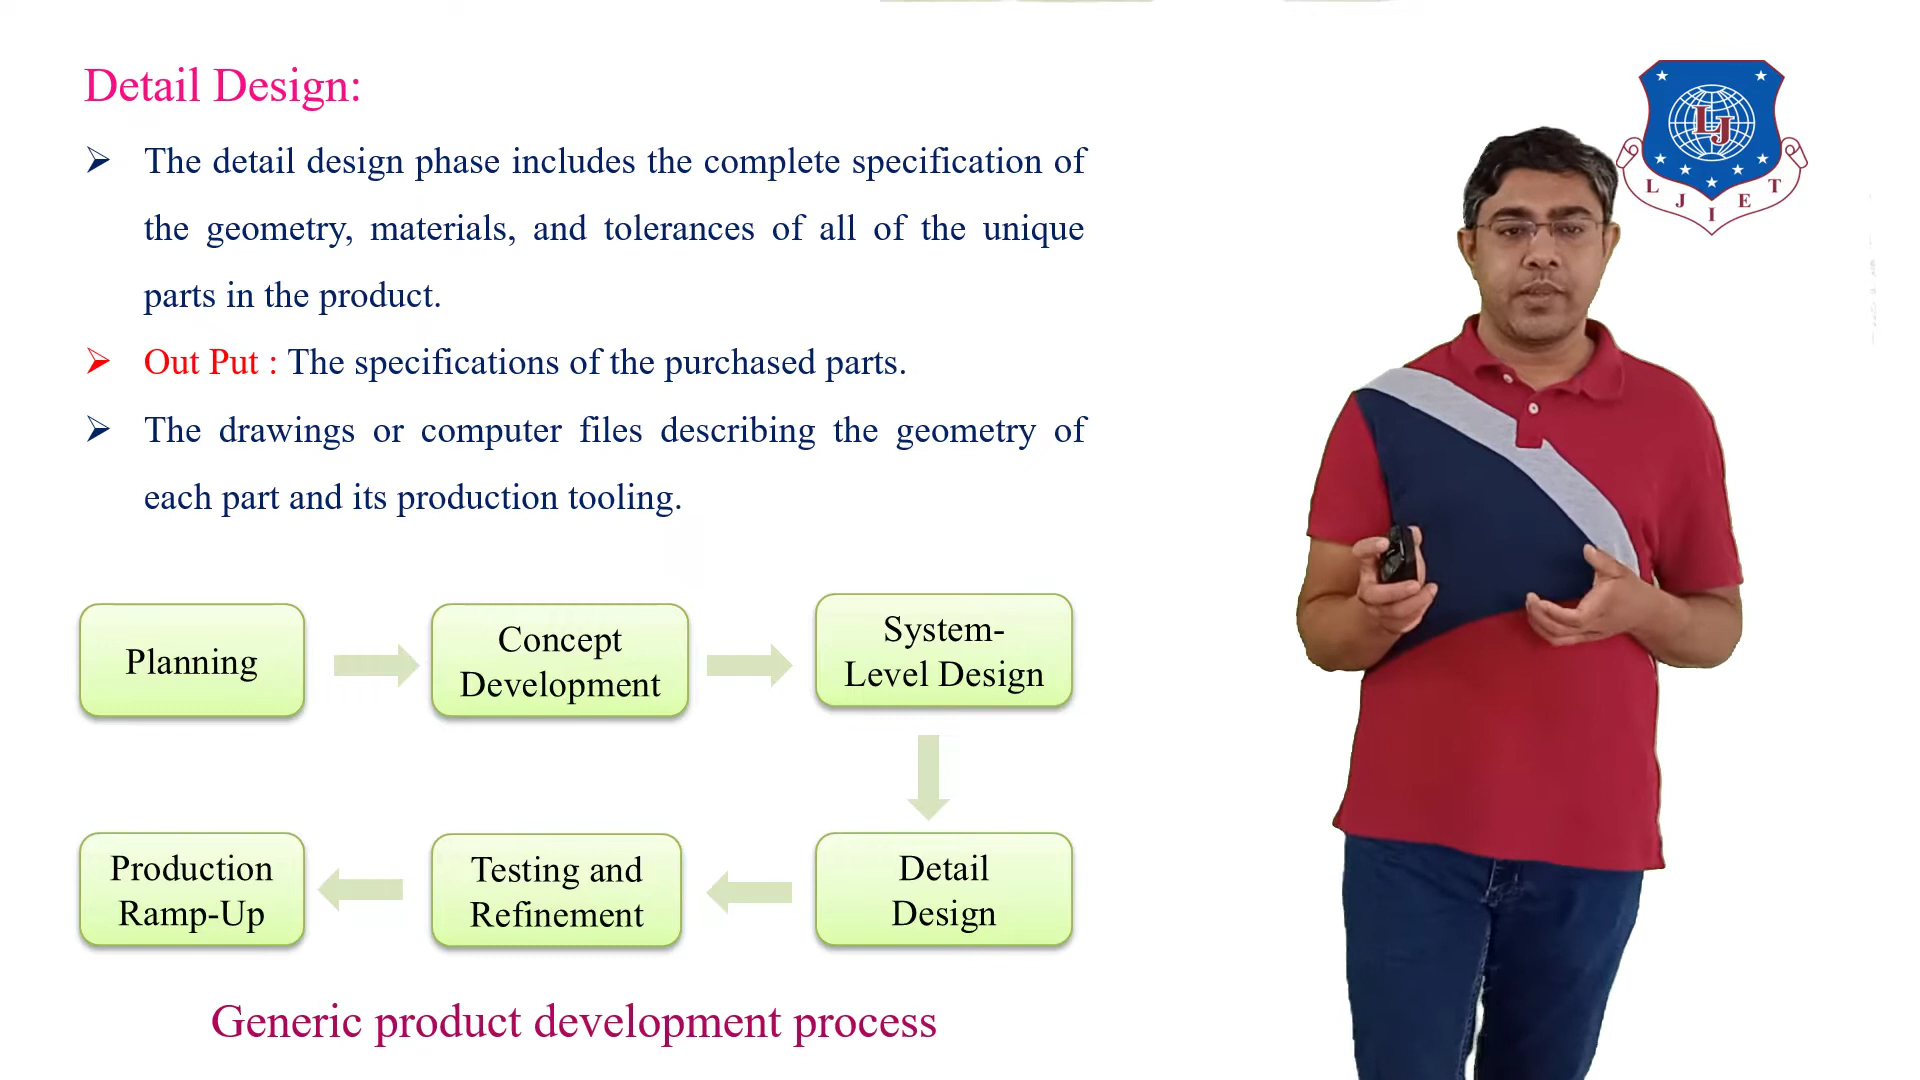 Detail Design:
The detail design phase includes the complete specification of
the geometry, materials, and tolerances of all of the unique
parts in the product.
Out Put : The specifications of the purchased parts.
The drawings or computer files describing the geometry of
each part and its production tooling.
Planning
Concept
Development
System-
Level Design
Production
Ramp-Up
Testing and
Refinement
Detail
Design
Generic product development process
LJ
L J I E T